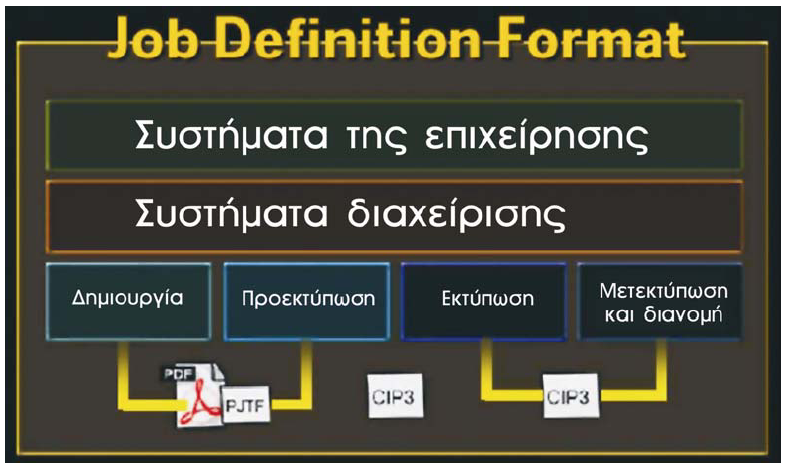 Job Definition Format
Συστήματα της επιχείρησης
Συστήματα διαχείρισης
Δημιουργία
Προεκτύπωση
Εκτύπωση
Μετεκτύπωση
και διανομή
PDF
PJTF
CIP3
CIP3